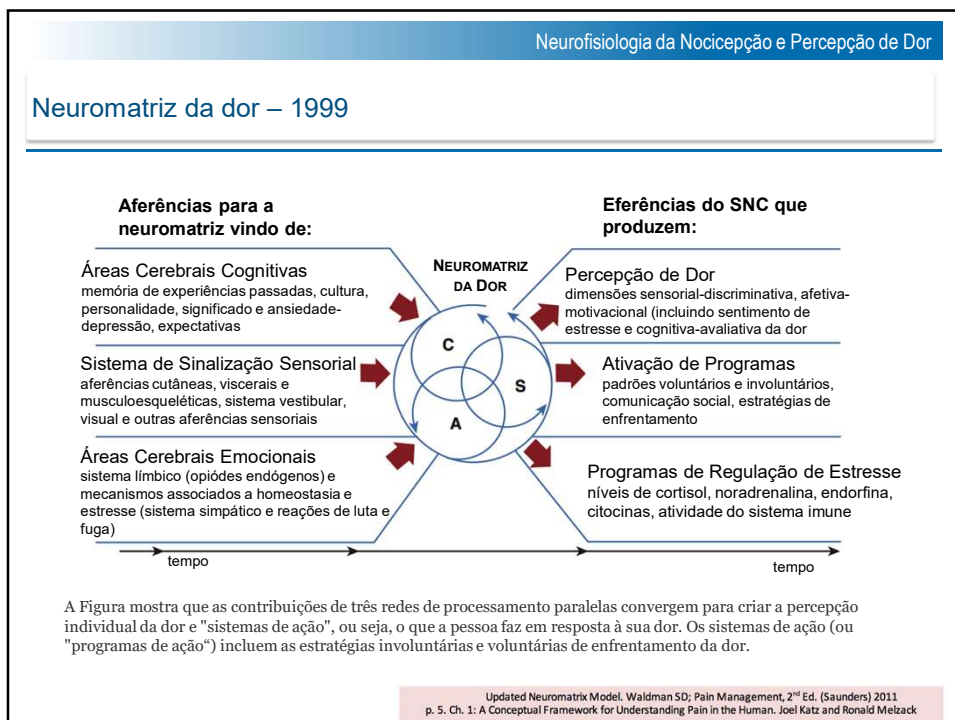 Neurofisiologia da Nocicepção e Percepção de Dor
Neuromatriz da dor – 1999
Aferências para a
neuromatriz vindo de:
Áreas Cerebrais Cognitivas
memória de experiências passadas, cultura,
personalidade, significado e ansiedade-
depressão, expectativas
Sistema de Sinalização Sensorial
aferências cutâneas, viscerais e
musculoesqueléticas, sistema vestibular,
visual e outras aferências sensoriais
Áreas Cerebrais Emocionais
sistema límbico (opiódes endógenos) e
mecanismos associados a homeostasia e
estresse (sistema simpático e reações de luta e
fuga)
tempo
NEUROMATRIZ
DA DOR
C
S
A
Eferências do SNC que
produzem:
Percepção de Dor
dimensões sensorial-discriminativa, afetiva-
motivacional (incluindo sentimento de
estresse e cognitiva-avaliativa da dor
Ativação de Programas
padrões voluntários e involuntários,
comunicação social, estratégias de
enfrentamento
Programas de Regulação de Estresse
níveis de cortisol, noradrenalina, endorfina,
citocinas, atividade do sistema imune
tempo
A Figura mostra que as contribuições de três redes de processamento paralelas convergem para criar a percepção
individual da dor e "sistemas de ação", ou seja, o que a pessoa faz em resposta à sua dor. Os sistemas de ação (ou
"programas de ação“) incluem as estratégias involuntárias e voluntárias de enfrentamento da dor.
Updated Neuromatrix Model. Waldman SD; Pain Management, 2nd Ed. (Saunders) 2011
p. 5. Ch. 1: A Conceptual Framework for Understanding Pain in the Human. Joel Katz and Ronald Melzack